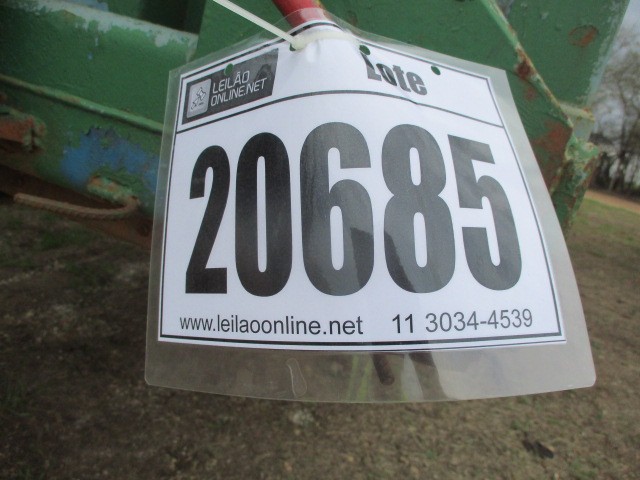 LEILÃO
ONLINE.NET
Lote
20685
www.leilaoonline.net 11 3034-4539